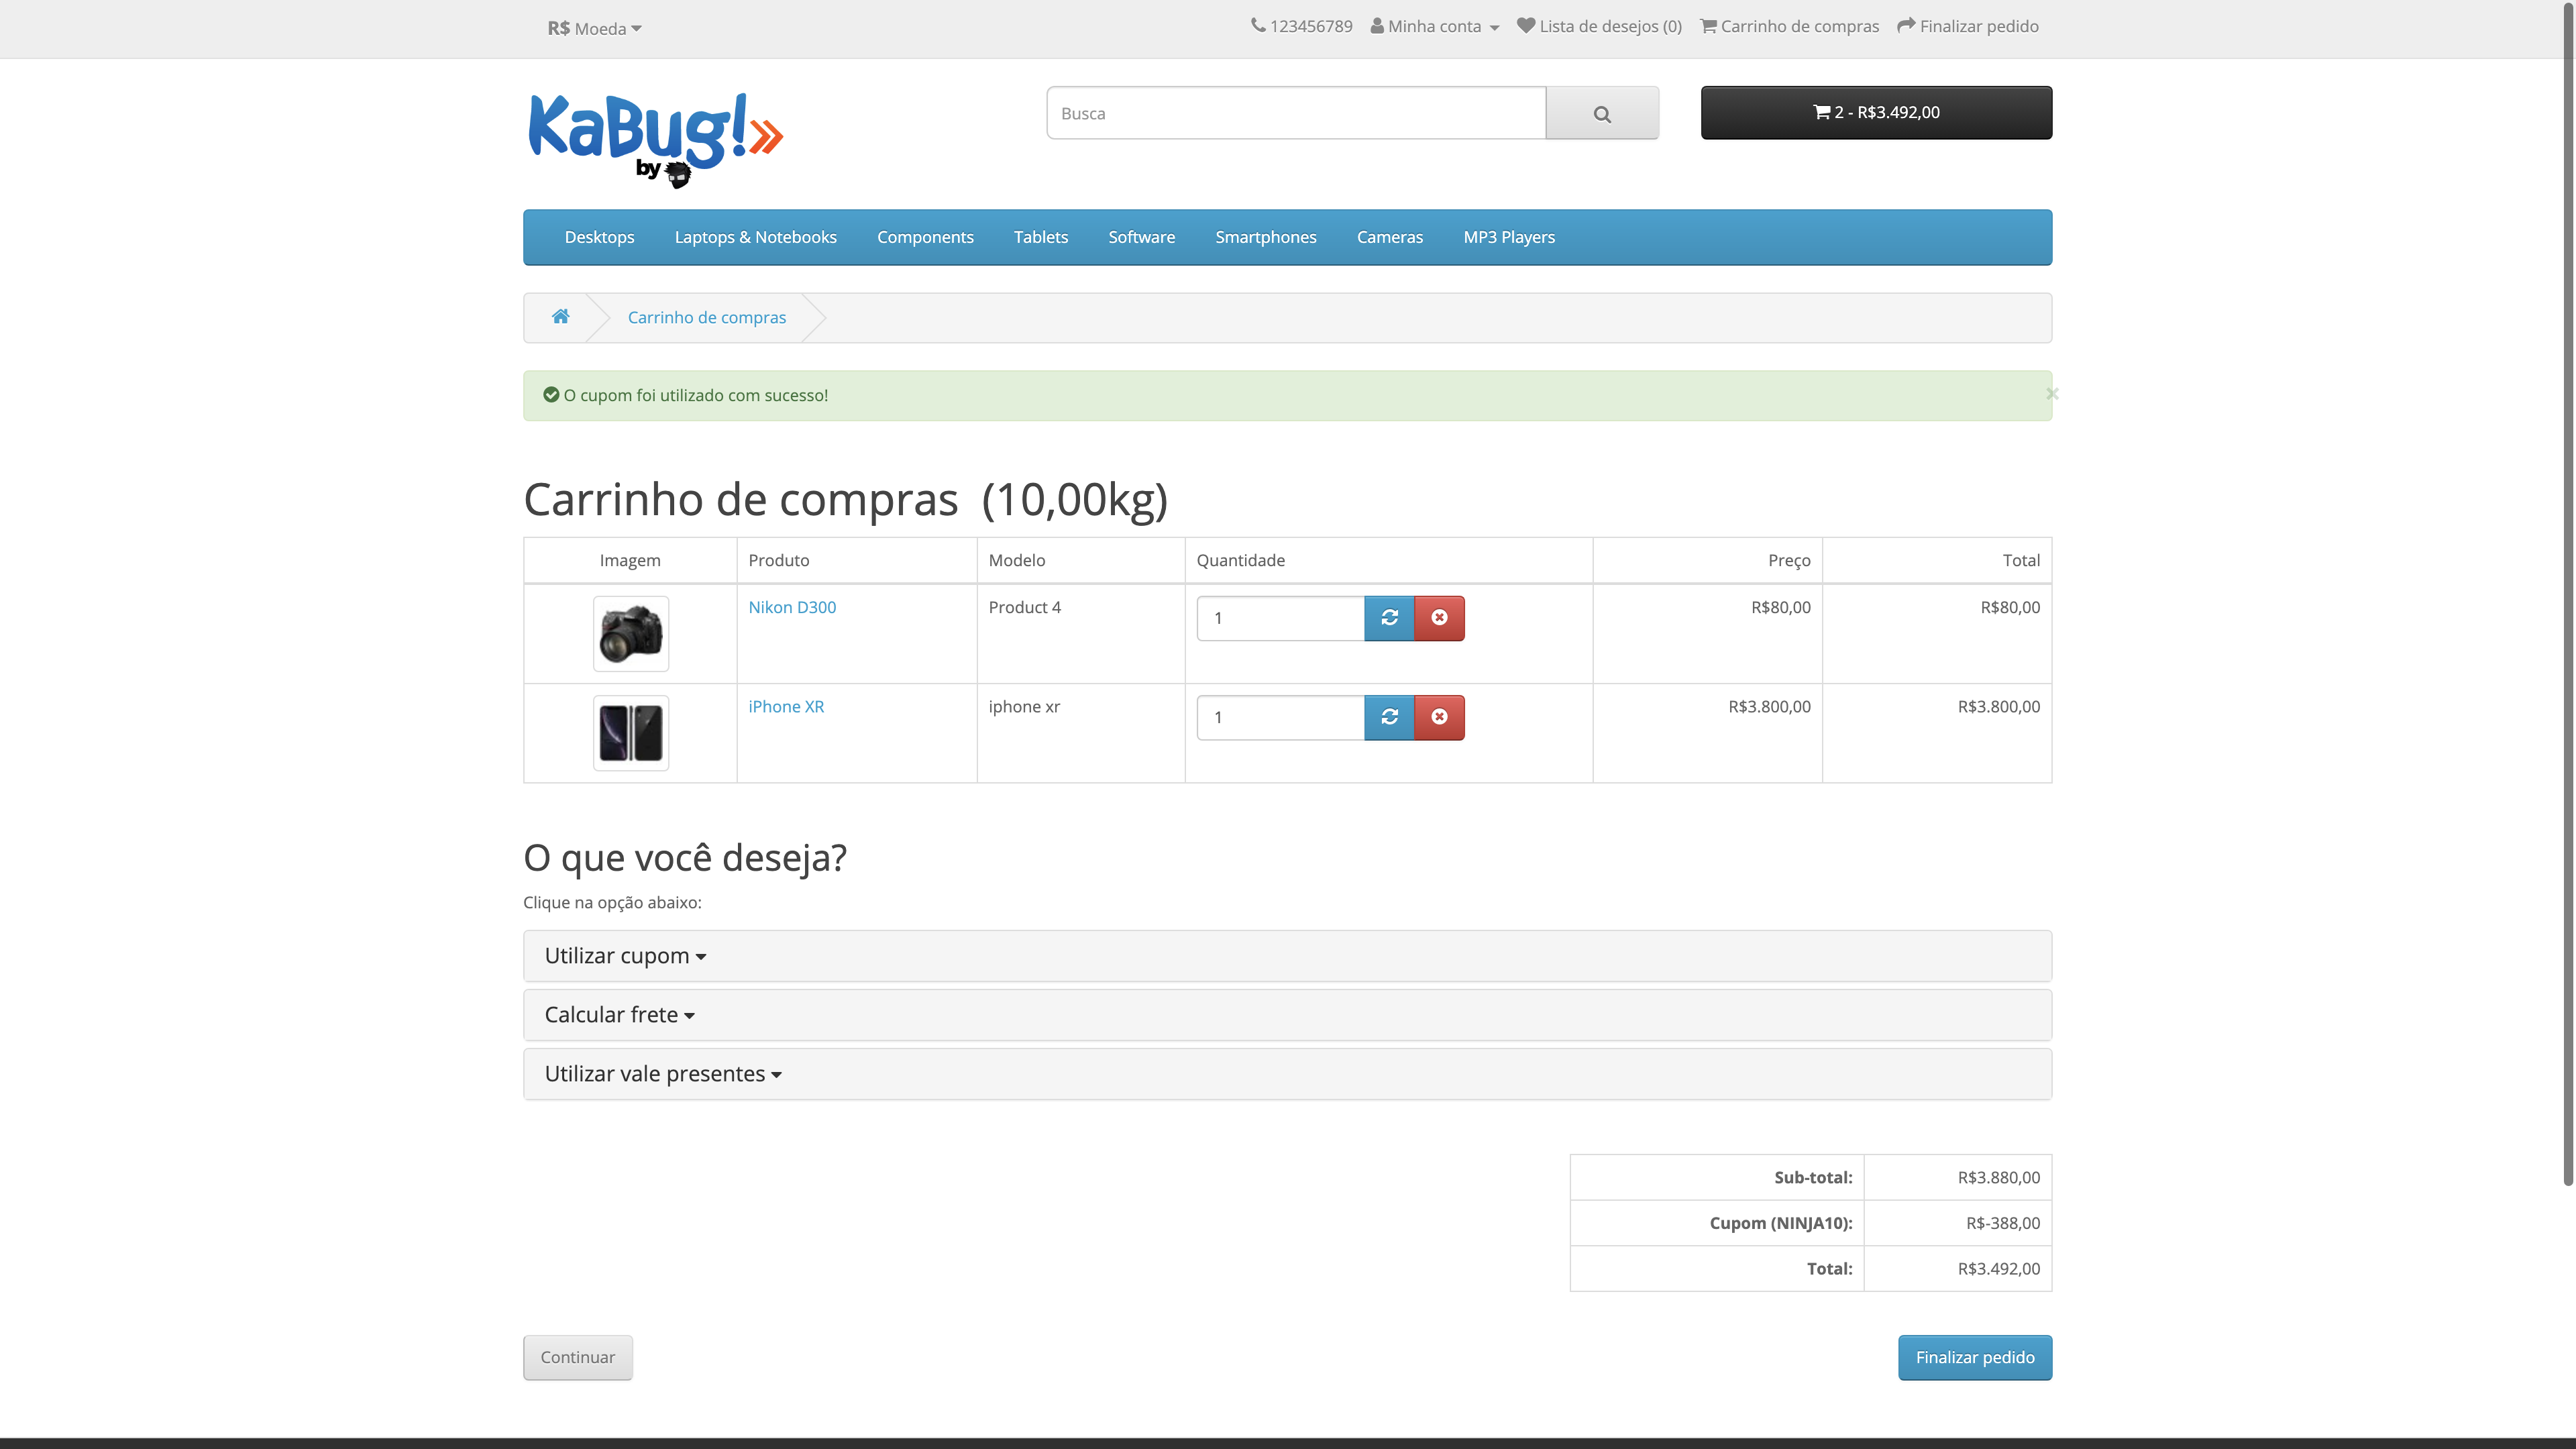 R$ Moeda
123456789 Minha conta Lista de desejos (0) Carrinho de compras Finalizar pedido
KaBug!
by
Busca
2 - R$3.492,00
Desktops Laptops & Notebooks Components Tablets Software Smartphones Cameras MP3 Players
Carrinho de compras
O cupom foi utilizado com sucesso!
×
Carrinho de compras (10,00kg)
Imagem Produto Modelo Quantidade Preço Total
Nikon D300 Product 4 1 R$80,00 R$80,00
iPhone XR iphone xr 1 R$3.800,00 R$3.800,00
O que você deseja?
Clique na opção abaixo:
Utilizar cupom
Calcular frete
Utilizar vale presentes
Sub-total: R$3.880,00
Cupom (NINJA10): R$-388,00
Total: R$3.492,00
Continuar Finalizar pedido